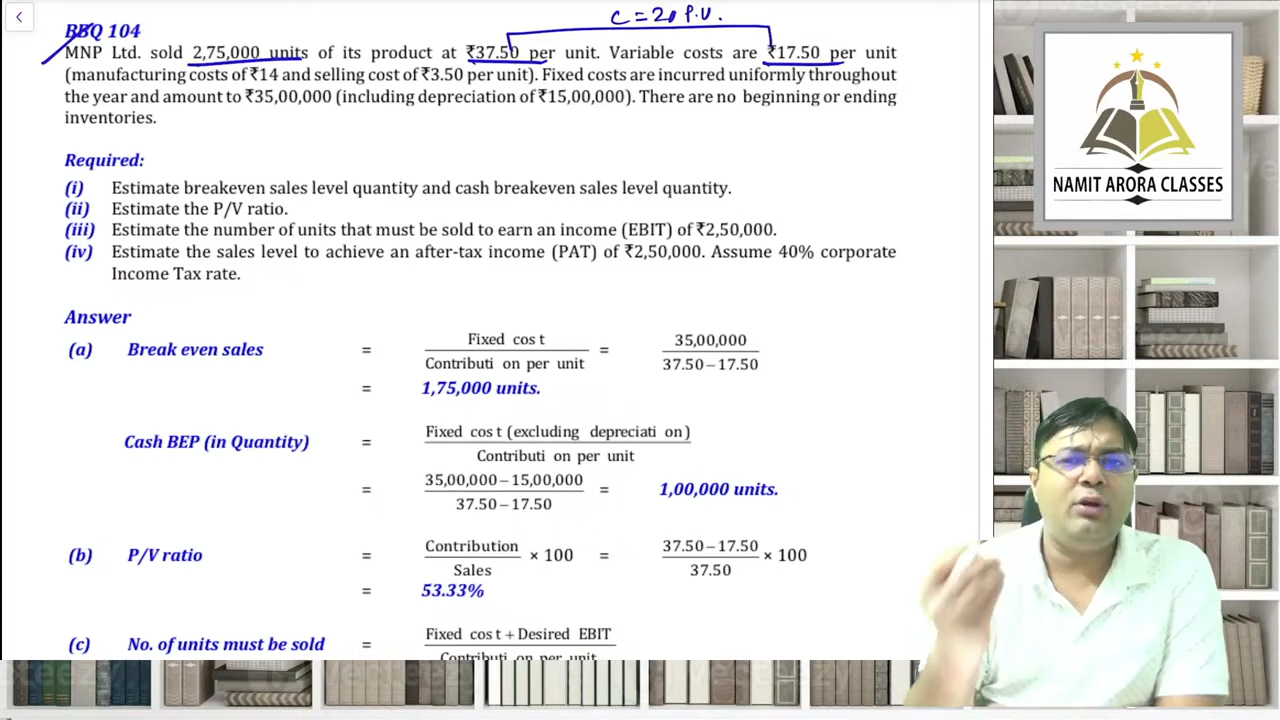 C = 20 P.U.
BBQ 104
MNP Ltd. sold 2,75,000 units of its product at ₹37.50 per unit. Variable costs are ₹17.50 per unit
(manufacturing costs of ₹14 and selling cost of ₹3.50 per unit). Fixed costs are incurred uniformly throughout
the year and amount to ₹35,00,000 (including depreciation of ₹15,00,000). There are no beginning or ending
inventories.
Required:
(i) Estimate breakeven sales level quantity and cash breakeven sales level quantity.
(ii) Estimate the P/V ratio.
(iii) Estimate the number of units that must be sold to earn an income (EBIT) of ₹2,50,000.
(iv) Estimate the sales level to achieve an after-tax income (PAT) of ₹2,50,000. Assume 40% corporate
Income Tax rate.
Answer
(a) Break even sales = Fixed cos t / Contributi on per unit = 35,00,000 / 37.50 – 17.50
= 1,75,000 units.
Cash BEP (in Quantity) = Fixed cos t (excluding depreciati on) / Contributi on per unit
= 35,00,000 – 15,00,000 / 37.50 – 17.50 = 1,00,000 units.
(b) P/V ratio = Contribution / Sales × 100 = 37.50 – 17.50 / 37.50 × 100
= 53.33%
(c) No. of units must be sold = Fixed cos t + Desired EBIT / Contributi on per unit
NAMIT ARORA CLASSES